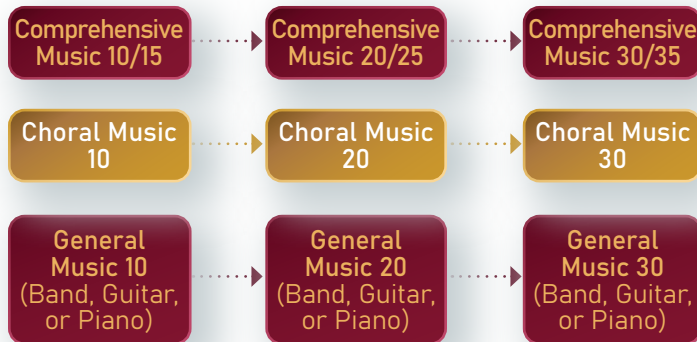 Comprehensive
Music 10/15
Comprehensive
Music 20/25
Comprehensive
Music 30/35
Choral Music
10
Choral Music
20
Choral Music
30
General
Music 10
(Band, Guitar,
or Piano)
General
Music 20
(Band, Guitar,
or Piano)
General
Music 30
(Band, Guitar,
or Piano)